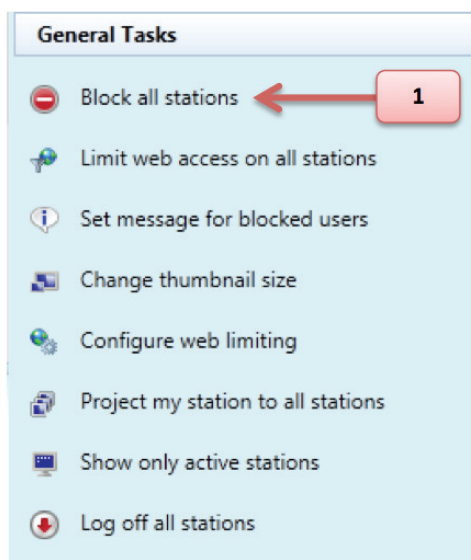 General Tasks
Block all stations
1
Limit web access on all stations
Set message for blocked users
Change thumbnail size
Configure web limiting
Project my station to all stations
Show only active stations
Log off all stations